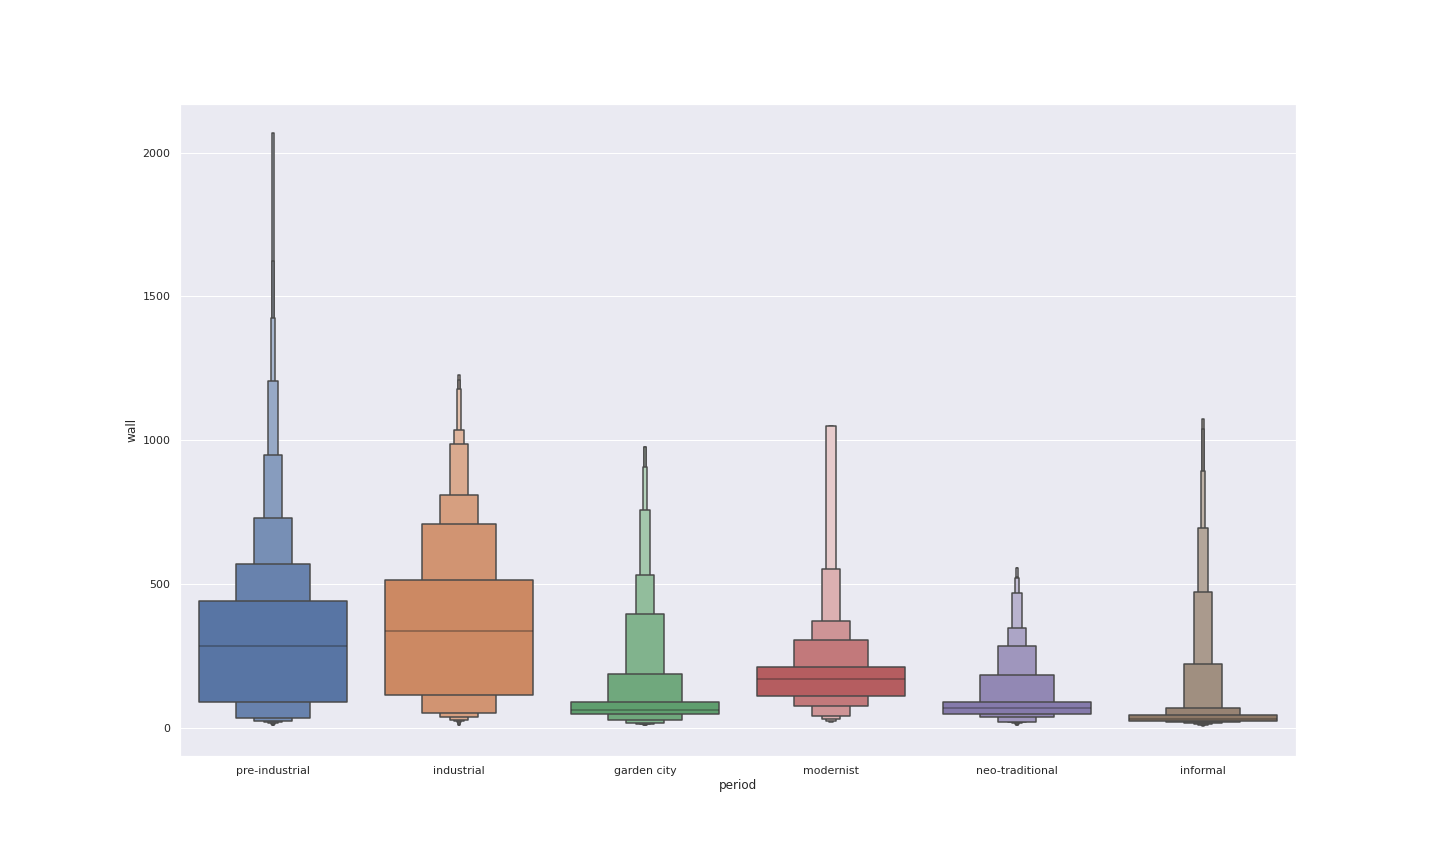 2000
1500
1000
500
0
wall
pre-industrial
industrial
garden city
modernist
neo-traditional
informal
period